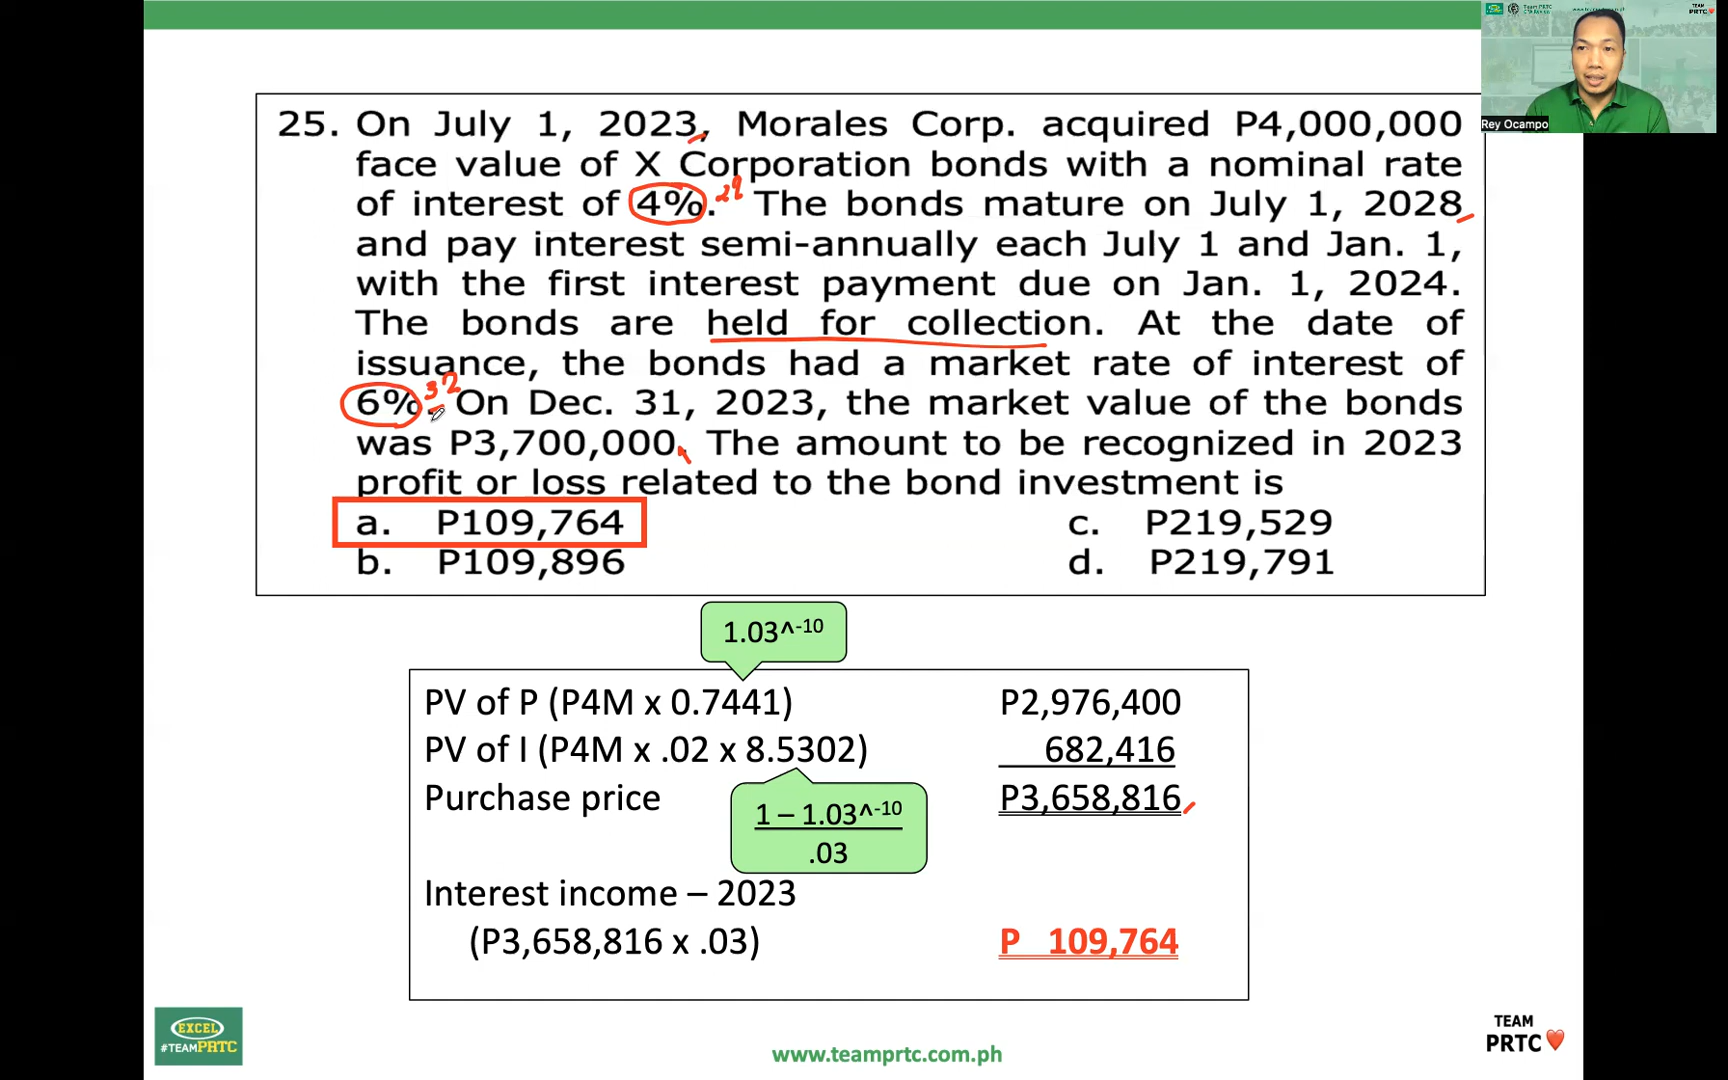 25. On July 1, 2023, Morales Corp. acquired P4,000,000
face value of X Corporation bonds with a nominal rate
of interest of 4%. 2% The bonds mature on July 1, 2028
and pay interest semi-annually each July 1 and Jan. 1,
with the first interest payment due on Jan. 1, 2024.
The bonds are held for collection. At the date of
issuance, the bonds had a market rate of interest of
6%. On Dec. 31, 2023, the market value of the bonds
was P3,700,000. The amount to be recognized in 2023
profit or loss related to the bond investment is
a. P109,764 c. P219,529
b. P109,896 d. P219,791
1.03^-10
PV of P (P4M x 0.7441) P2,976,400
PV of I (P4M x .02 x 8.5302) 682,416
Purchase price P3,658,816
1 – 1.03^-10
.03
Interest income – 2023
(P3,658,816 x .03) P 109,764
Rey Ocampo
EXCEL
#TEAMPRTC
www.teamprtc.com.ph
TEAM
PRTC